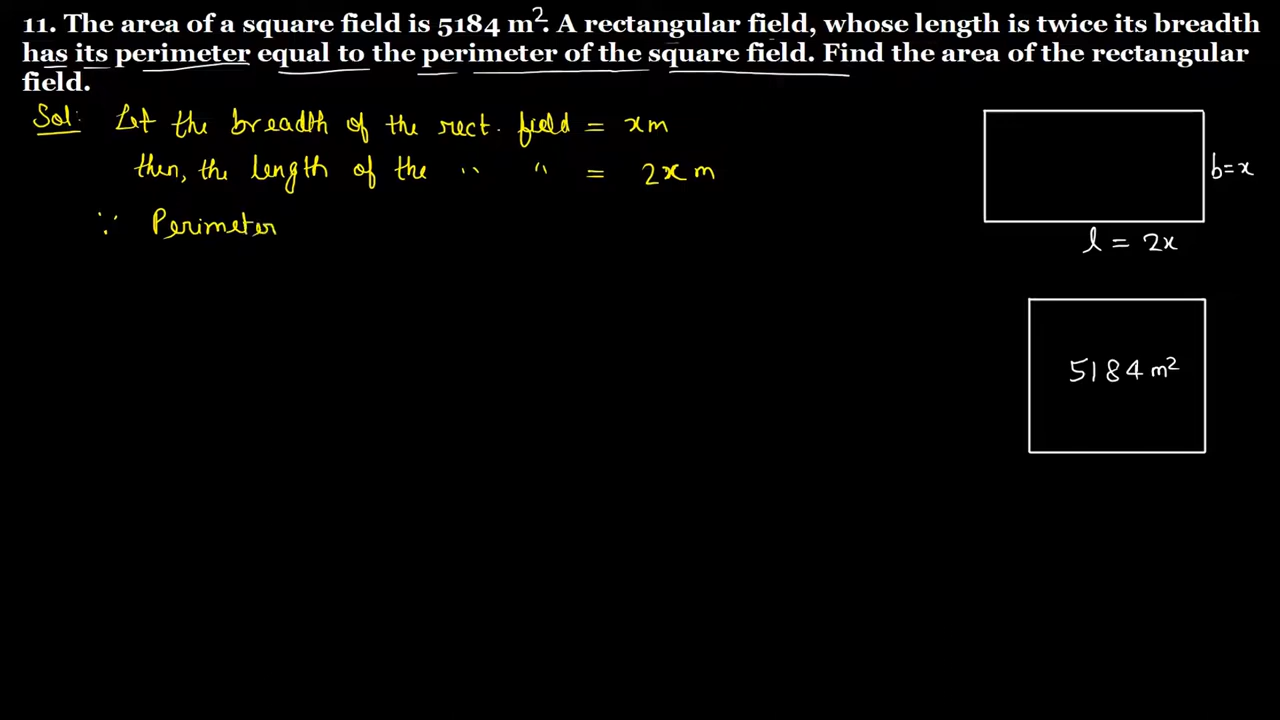 11. The area of a square field is 5184 m². A rectangular field, whose length is twice its breadth
has its perimeter equal to the perimeter of the square field. Find the area of the rectangular
field.
Sol: Let the breadth of the rect. field = x m
then, the length of the " " = 2x m
∵ Perimeter
b = x
l = 2x
5184 m²